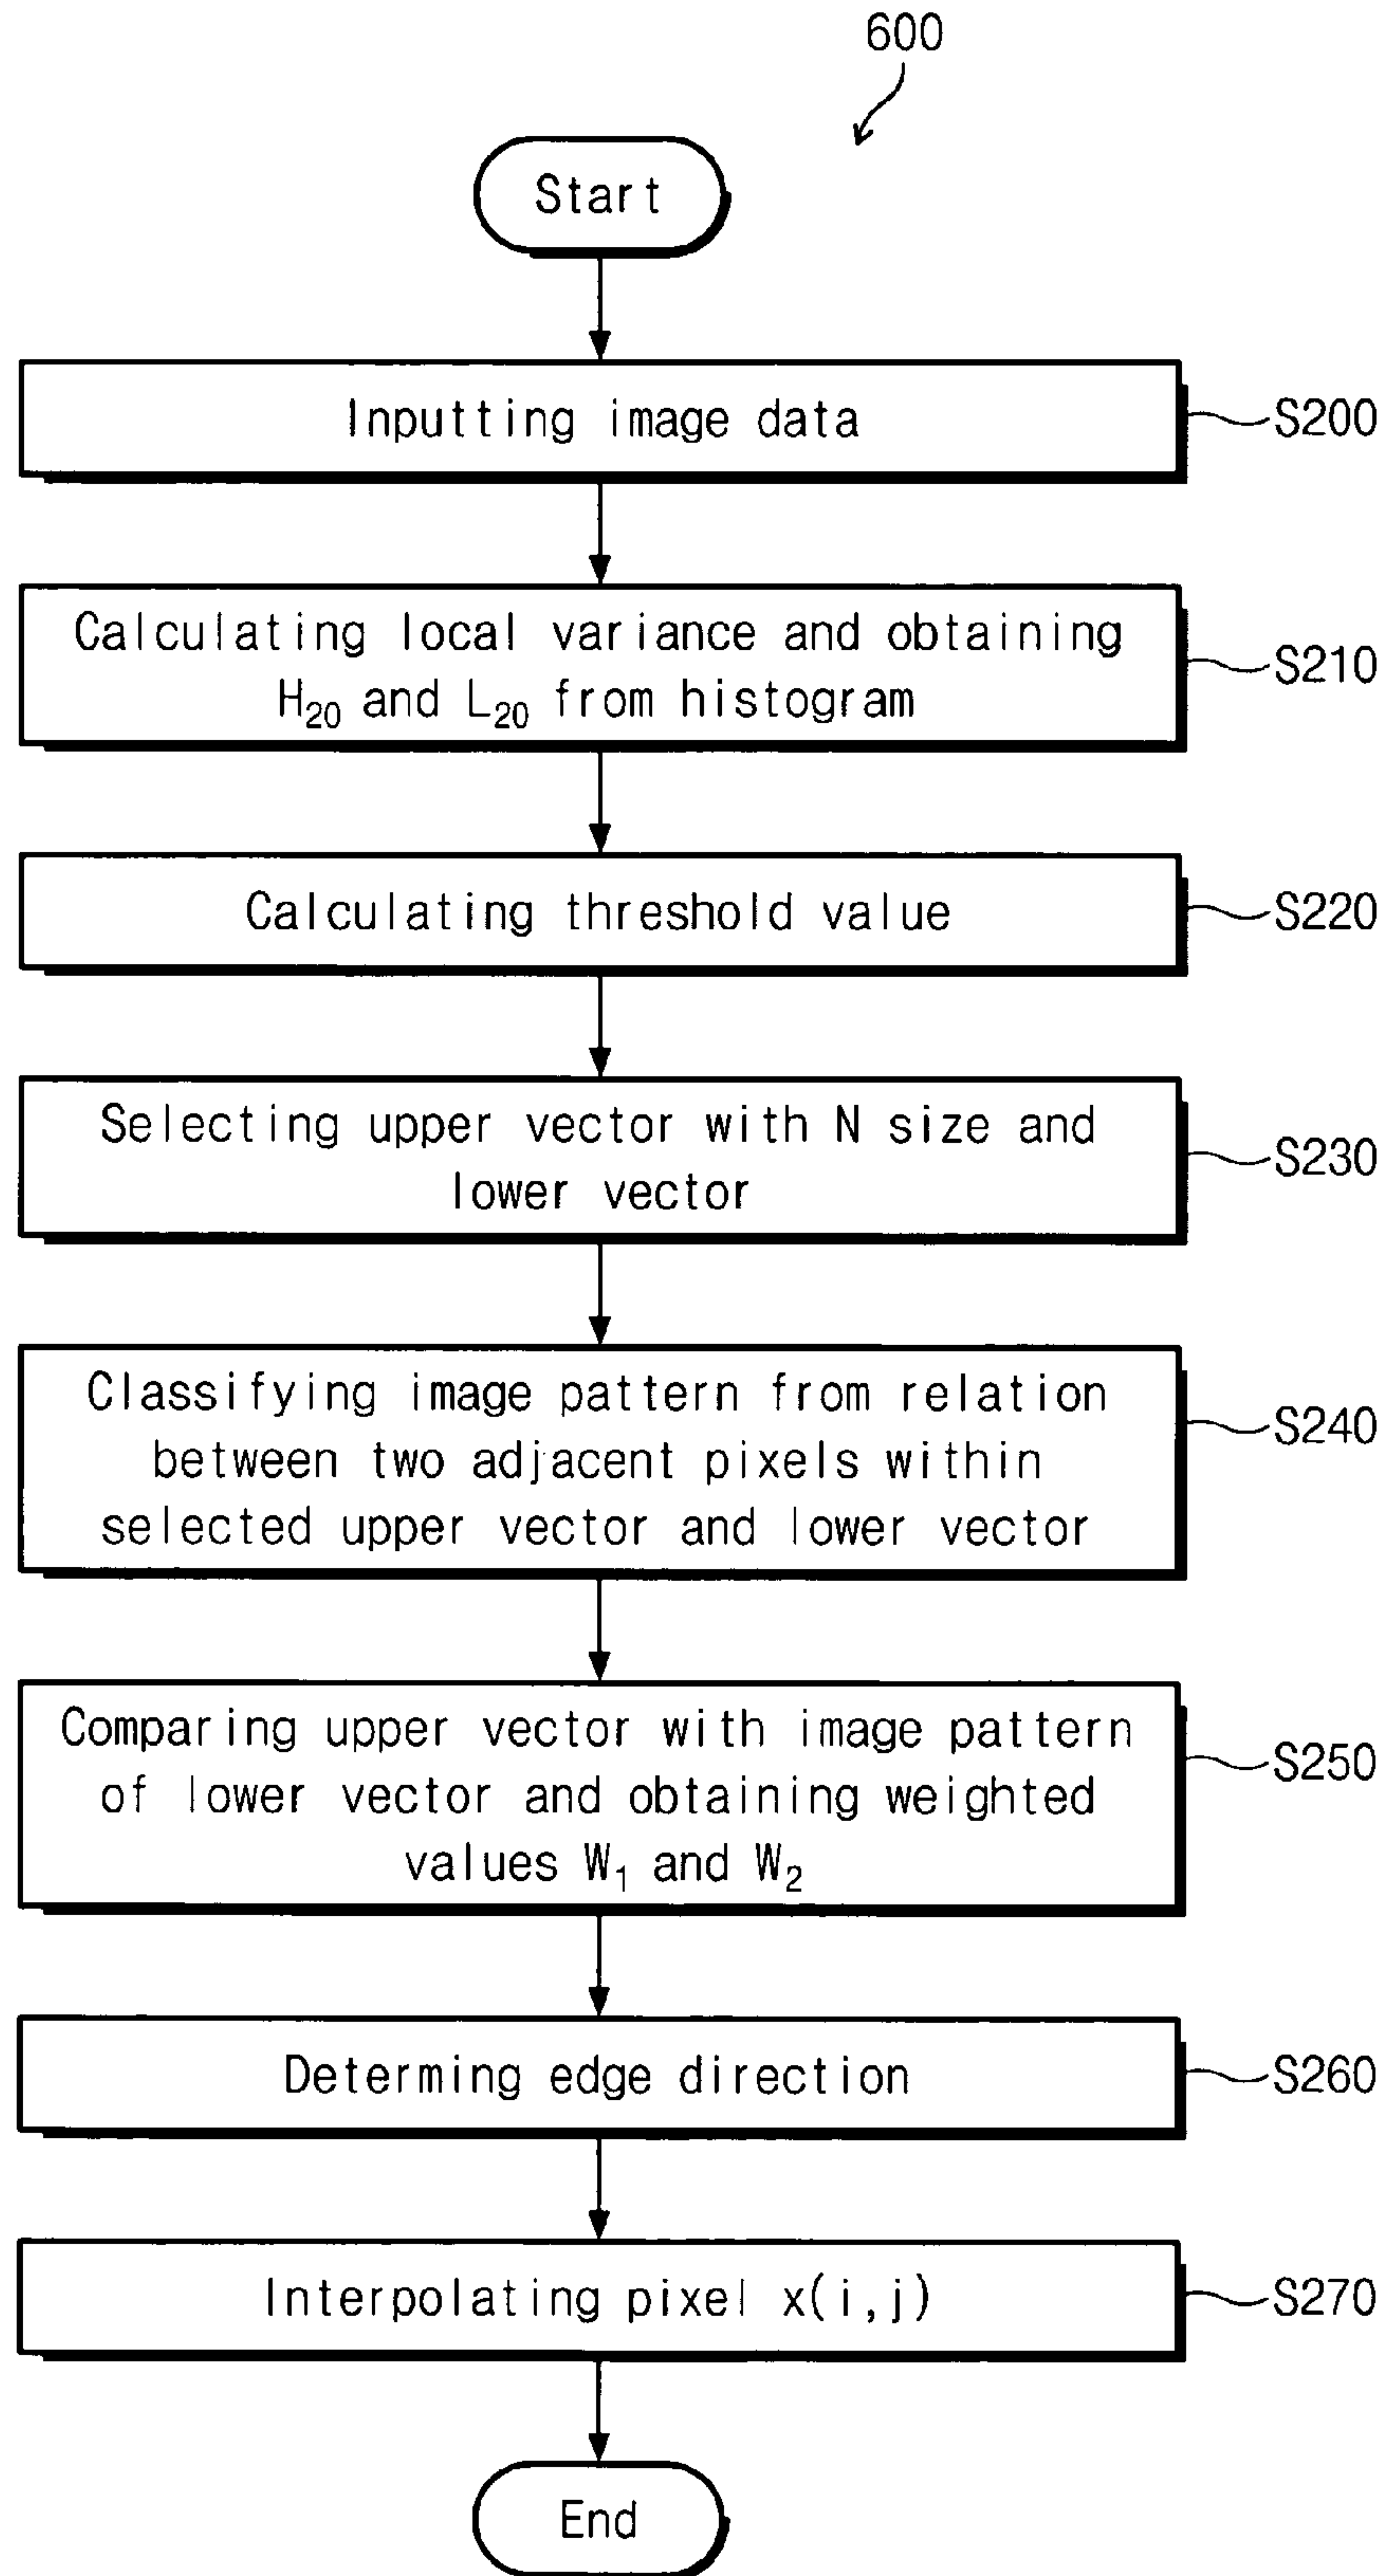 600
Start
Inputting image data
S200
Calculating local variance and obtaining
H₂₀ and L₂₀ from histogram
S210
Calculating threshold value
S220
Selecting upper vector with N size and
lower vector
S230
Classifying image pattern from relation
between two adjacent pixels within
selected upper vector and lower vector
S240
Comparing upper vector with image pattern
of lower vector and obtaining weighted
values W₁ and W₂
S250
Determing edge direction
S260
Interpolating pixel x(i,j)
S270
End